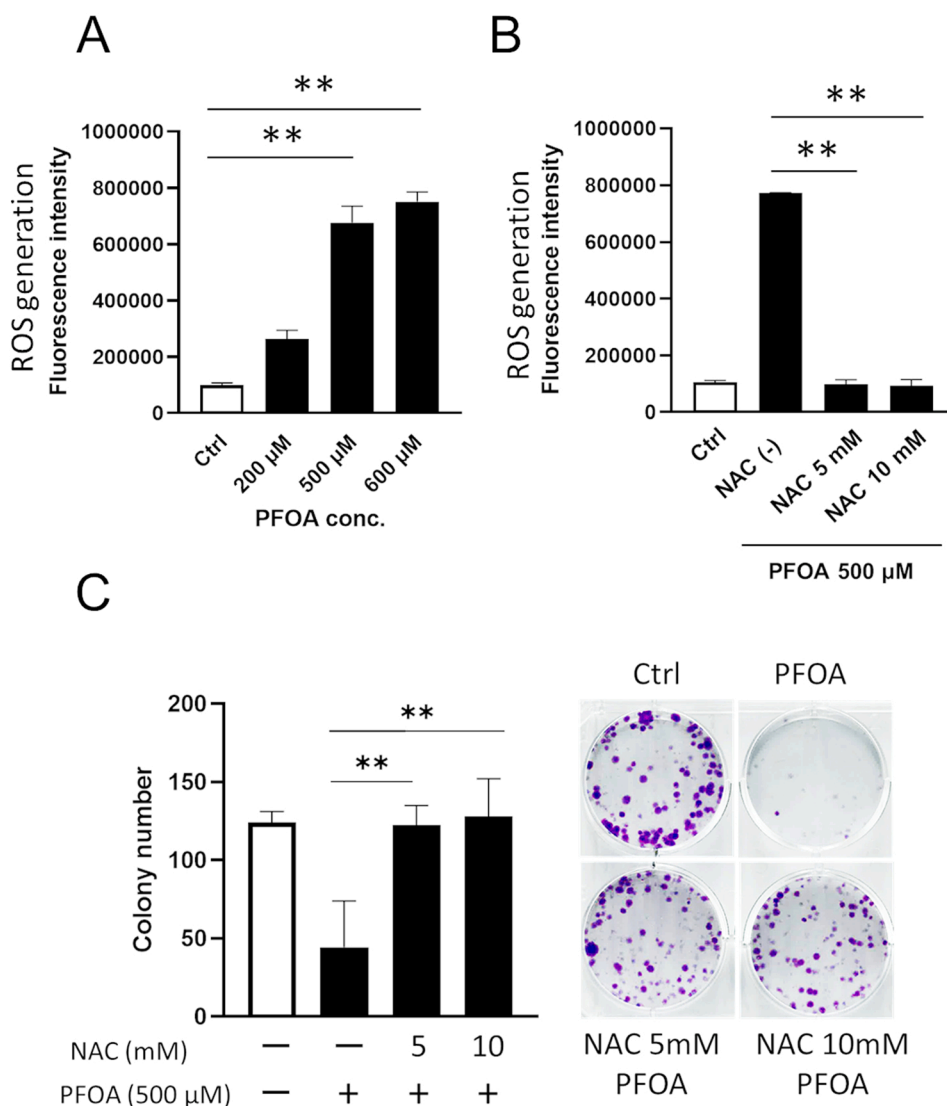 A
**
**
ROS generation
Fluorescence intensity
1000000
800000
600000
400000
200000
0
Ctrl
200 µM
500 µM
600 µM
PFOA conc.
B
**
**
ROS generation
Fluorescence intensity
1000000
800000
600000
400000
200000
0
Ctrl
NAC (-)
NAC 5 mM
NAC 10 mM
PFOA 500 µM
C
**
**
Colony number
200
150
100
50
0
NAC (mM) — — 5 10
PFOA (500 µM) — + + +
Ctrl PFOA
NAC 5mM NAC 10mM
PFOA PFOA